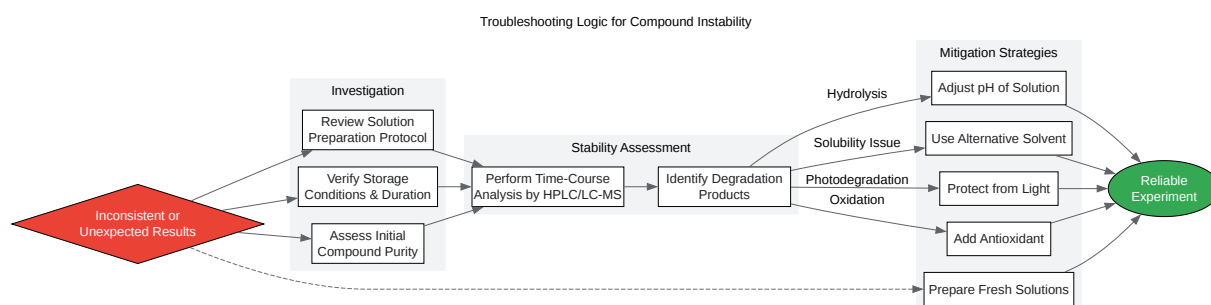 Troubleshooting Logic for Compound Instability
Inconsistent or
Unexpected Results
Investigation
Review Solution
Preparation Protocol
Verify Storage
Conditions & Duration
Assess Initial
Compound Purity
Stability Assessment
Perform Time-Course
Analysis by HPLC/LC-MS
Identify Degradation
Products
Hydrolysis
Solubility Issue
Photodegradation
Oxidation
Mitigation Strategies
Adjust pH of Solution
Use Alternative Solvent
Protect from Light
Add Antioxidant
Prepare Fresh Solutions
Reliable
Experiment